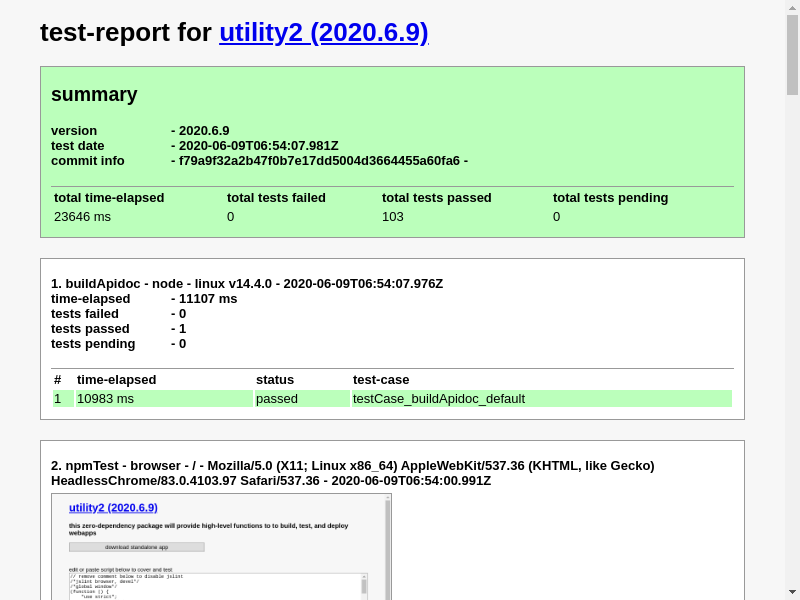 test-report for utility2 (2020.6.9)
summary
version - 2020.6.9
test date - 2020-06-09T06:54:07.981Z
commit info - f79a9f32a2b47f0b7e17dd5004d3664455a60fa6 -
total time-elapsed total tests failed total tests passed total tests pending
23646 ms 0 103 0
1. buildApidoc - node - linux v14.4.0 - 2020-06-09T06:54:07.976Z
time-elapsed - 11107 ms
tests failed - 0
tests passed - 1
tests pending - 0
# time-elapsed status test-case
1 10983 ms passed testCase_buildApidoc_default
2. npmTest - browser - / - Mozilla/5.0 (X11; Linux x86_64) AppleWebKit/537.36 (KHTML, like Gecko)
HeadlessChrome/83.0.4103.97 Safari/537.36 - 2020-06-09T06:54:00.991Z
utility2 (2020.6.9)
this zero-dependency package will provide high-level functions to to build, test, and deploy
webapps
download standalone app
edit or paste script below to cover and test
// remove comment below to disable jslint
/*jslint browser, devel*/
/*global window*/
(function () {
"use strict";